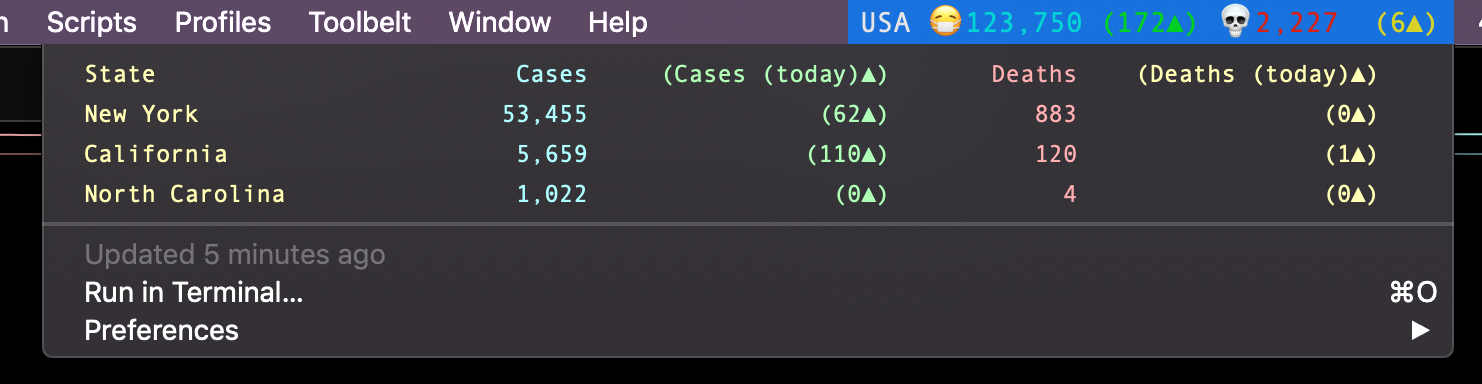 Scripts Profiles Toolbelt Window Help USA 😷123,750 (172▲) 💀2,227 (6▲)
State Cases (Cases (today)▲) Deaths (Deaths (today)▲)
New York 53,455 (62▲) 883 (0▲)
California 5,659 (110▲) 120 (1▲)
North Carolina 1,022 (0▲) 4 (0▲)
Updated 5 minutes ago
Run in Terminal... ⌘O
Preferences ▶